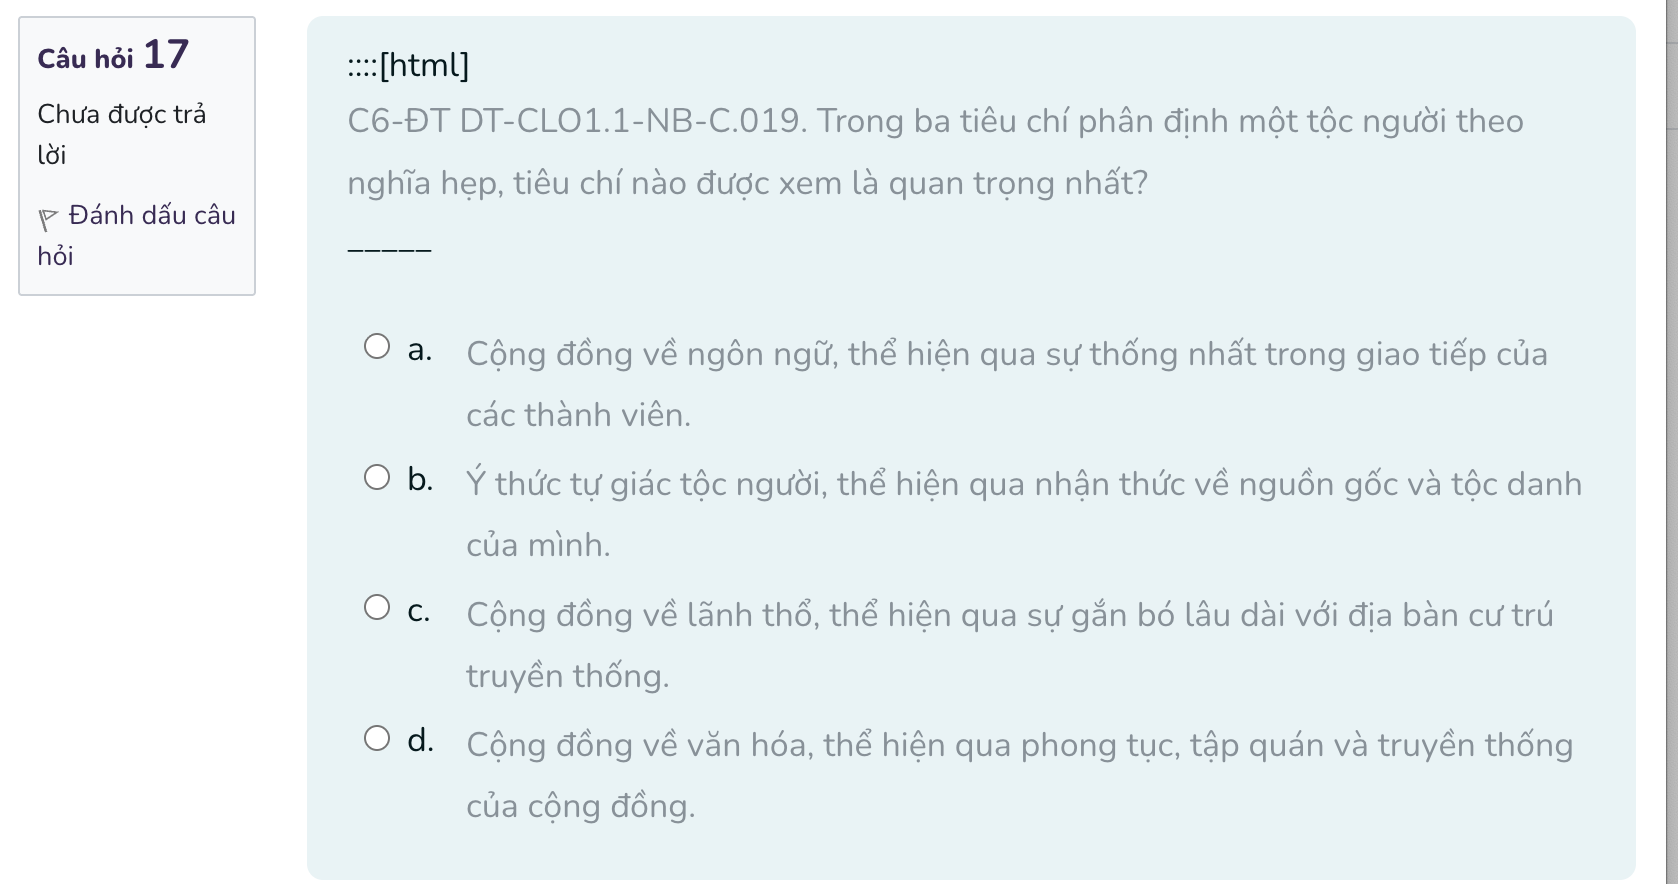 Câu hỏi 17
Chưa được trả
lời
Đánh dấu câu
hỏi
::::[html]
C6-ĐT DT-CLO1.1-NB-C.019. Trong ba tiêu chí phân định một tộc người theo
nghĩa hẹp, tiêu chí nào được xem là quan trọng nhất?
_____
a. Cộng đồng về ngôn ngữ, thể hiện qua sự thống nhất trong giao tiếp của
các thành viên.
b. Ý thức tự giác tộc người, thể hiện qua nhận thức về nguồn gốc và tộc danh
của mình.
c. Cộng đồng về lãnh thổ, thể hiện qua sự gắn bó lâu dài với địa bàn cư trú
truyền thống.
d. Cộng đồng về văn hóa, thể hiện qua phong tục, tập quán và truyền thống
của cộng đồng.